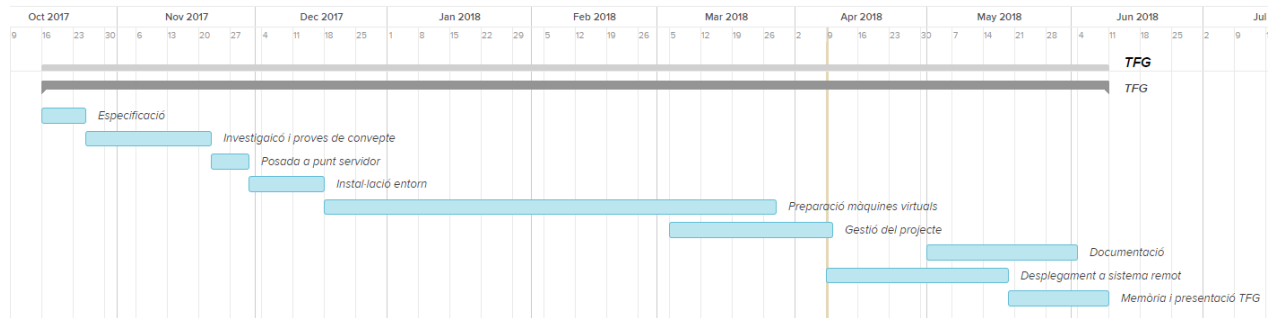 Oct 2017 Nov 2017 Dec 2017 Jan 2018 Feb 2018 Mar 2018 Apr 2018 May 2018 Jun 2018 Jul
9 16 23 30 6 13 20 27 4 11 18 25 1 8 15 22 29 5 12 19 26 5 12 19 26 2 9 16 23 30 7 14 21 28 4 11 18 25 2 9
TFG
TFG
Especificació
Investigaicó i proves de convepte
Posada a punt servidor
Instal·lació entorn
Preparació màquines virtuals
Gestió del projecte
Documentació
Desplegament a sistema remot
Memòria i presentació TFG